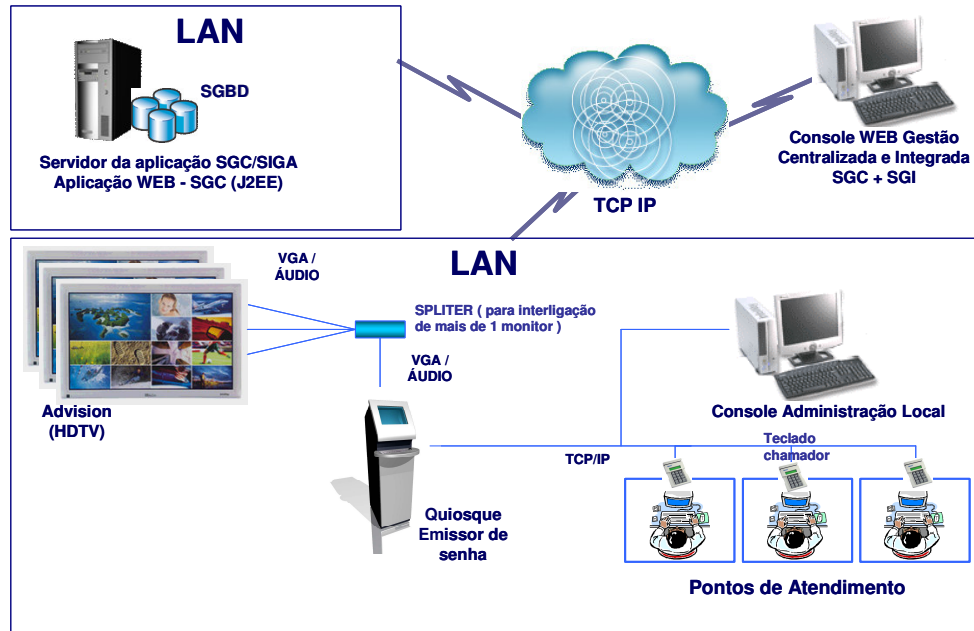 LAN
SGBD
Servidor da aplicação SGC/SIGA
Aplicação WEB - SGC (J2EE)
TCP IP
Console WEB Gestão
Centralizada e Integrada
SGC + SGI
LAN
VGA /
ÁUDIO
SPLITER ( para interligação
de mais de 1 monitor )
VGA /
ÁUDIO
Advision
(HDTV)
Console Administração Local
TCP/IP
Teclado
chamador
Quiosque
Emissor de
senha
Pontos de Atendimento